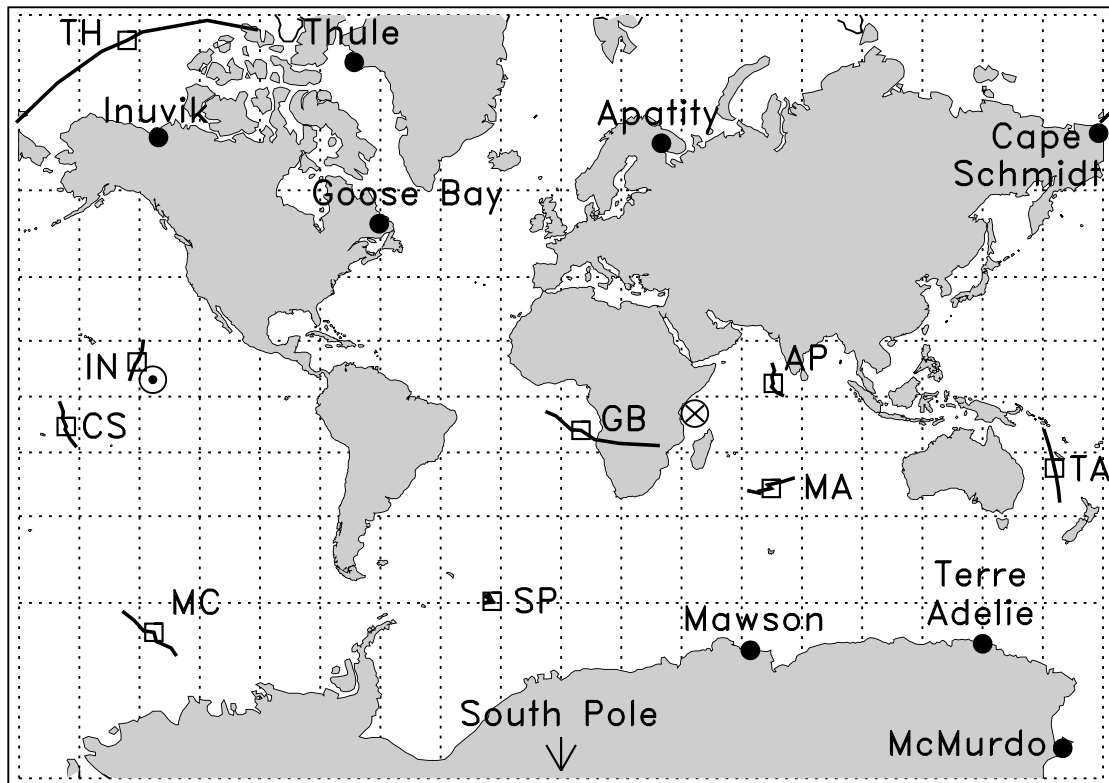 TH
Thule
Inuvik
Apatity
Cape
Schmidt
Goose Bay
IN
AP
CS
GB
TA
MA
MC
SP
Terre
Adelie
Mawson
South Pole
McMurdo